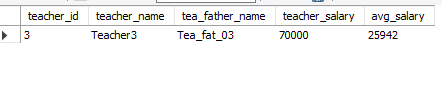 teacher_id teacher_name tea_father_name teacher_salary avg_salary
3 Teacher3 Tea_fat_03 70000 25942